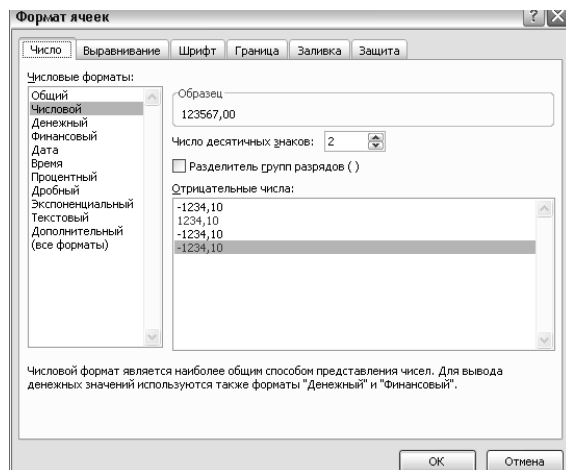 Формат ячеек
Число Выравнивание Шрифт Граница Заливка Защита
Числовые форматы:
Общий
Числовой
Денежный
Финансовый
Дата
Время
Процентный
Дробный
Экспоненциальный
Текстовый
Дополнительный
(все форматы)
Образец
123567,00
Число десятичных знаков: 2
Разделитель групп разрядов ( )
Отрицательные числа:
-1234,10
1234,10
-1234,10
-1234,10
Числовой формат является наиболее общим способом представления чисел. Для вывода
денежных значений используются также форматы "Денежный" и "Финансовый".
ОК Отмена